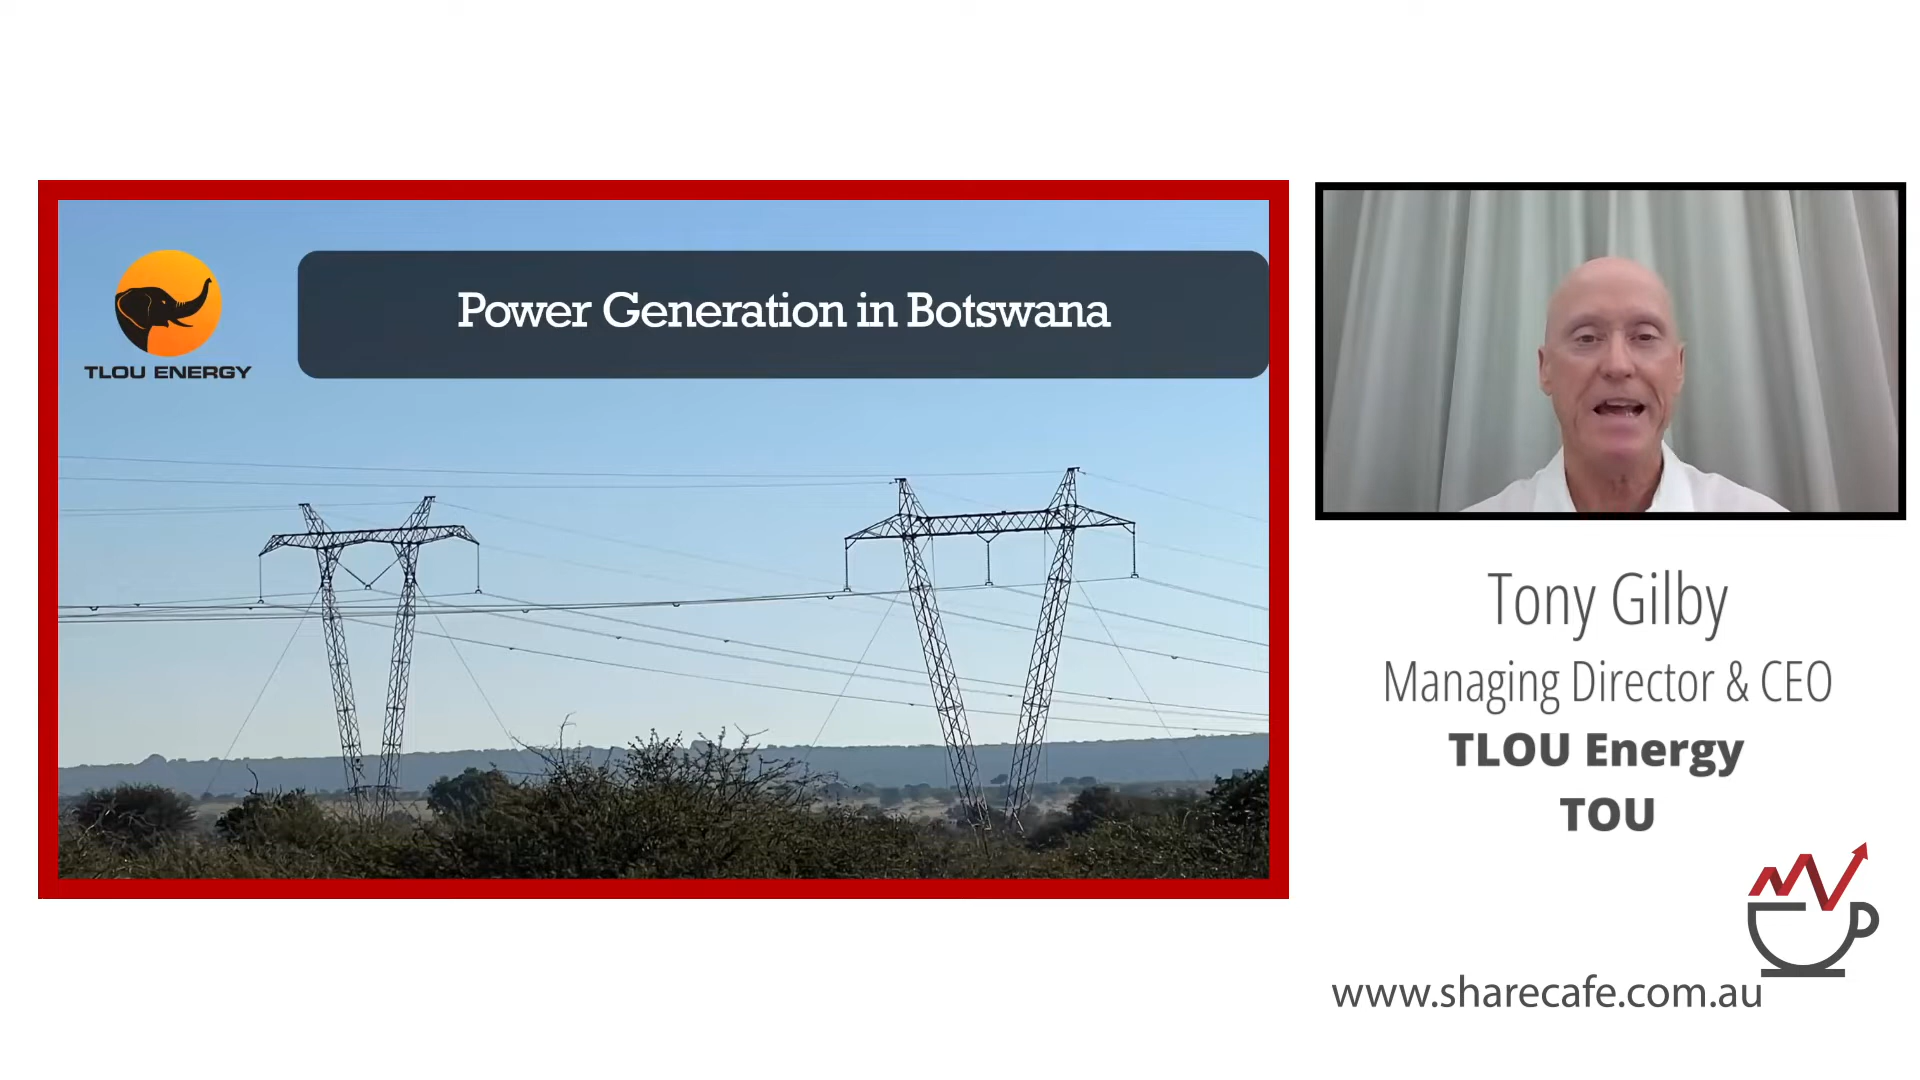 TLOU ENERGY
Power Generation in Botswana
Tony Gilby
Managing Director & CEO
TLOU Energy
TOU
www.sharecafe.com.au